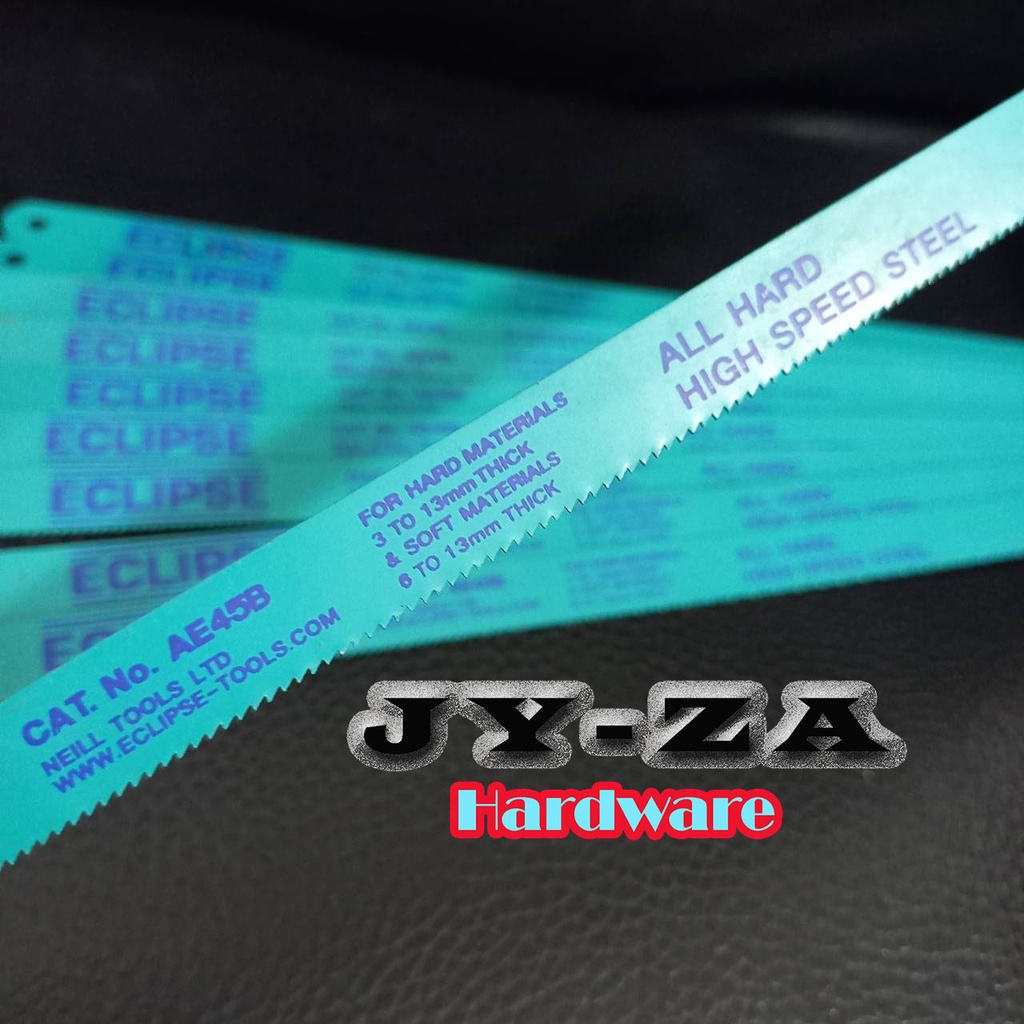 ECLIPSE
ECLIPSE
ECLIPSE
ECLIPSE
ECLIPSE
ECLIPSE
ECLIPSE
ECLIPSE
ALL HARD
HIGH SPEED STEEL
FOR HARD MATERIALS
3 TO 13mm THICK
& SOFT MATERIALS
6 TO 13mm THICK
CAT. No. AE45B
NEILL TOOLS LTD
WWW.ECLIPSE-TOOLS.COM
JY-ZA
Hardware